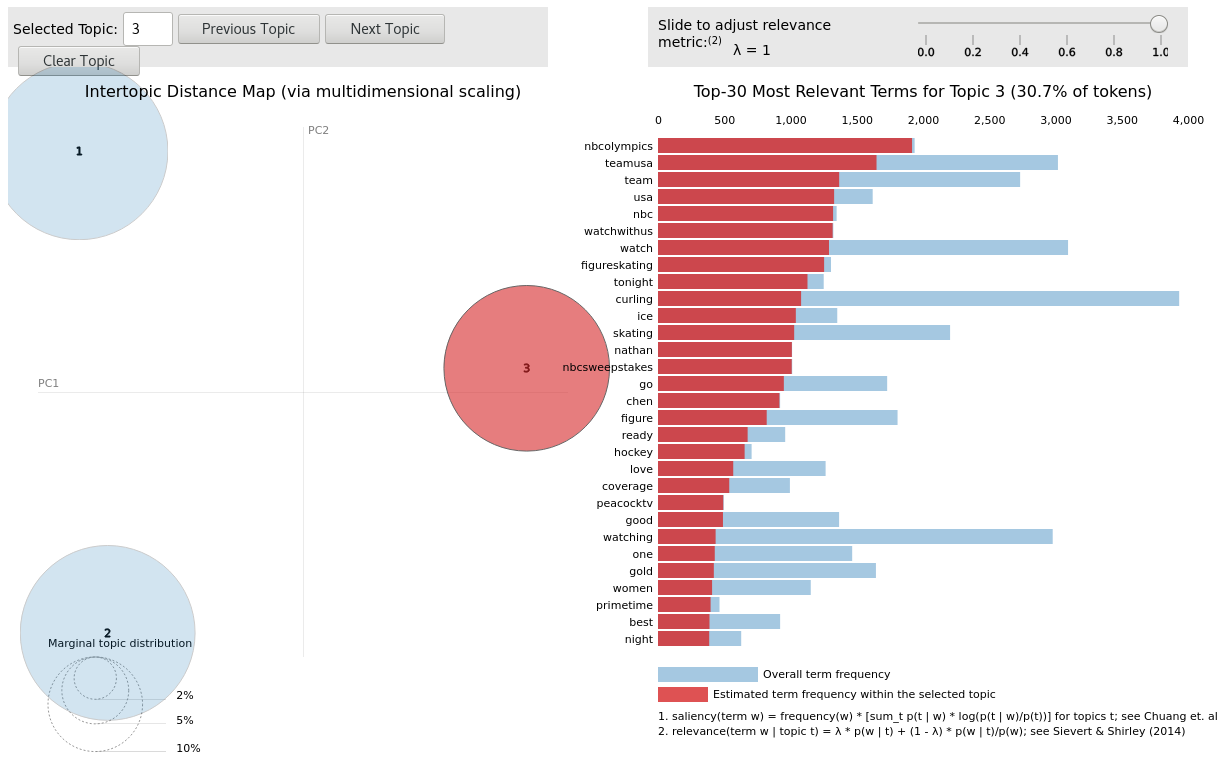 Selected Topic: 3 Previous Topic Next Topic
Clear Topic
Slide to adjust relevance
metric:(2) λ = 1
0.0 0.2 0.4 0.6 0.8 1.0
Intertopic Distance Map (via multidimensional scaling)
PC2
PC1
1
3
2
Marginal topic distribution
2%
5%
10%
Top-30 Most Relevant Terms for Topic 3 (30.7% of tokens)
0 500 1,000 1,500 2,000 2,500 3,000 3,500 4,000
nbcolympics
teamusa
team
usa
nbc
watchwithus
watch
figureskating
tonight
curling
ice
skating
nathan
nbcsweepstakes
go
chen
figure
ready
hockey
love
coverage
peacocktv
good
watching
one
gold
women
primetime
best
night
Overall term frequency
Estimated term frequency within the selected topic
1. saliency(term w) = frequency(w) * [sum_t p(t | w) * log(p(t | w)/p(t))] for topics t; see Chuang et. al
2. relevance(term w | topic t) = λ * p(w | t) + (1 - λ) * p(w | t)/p(w); see Sievert & Shirley (2014)